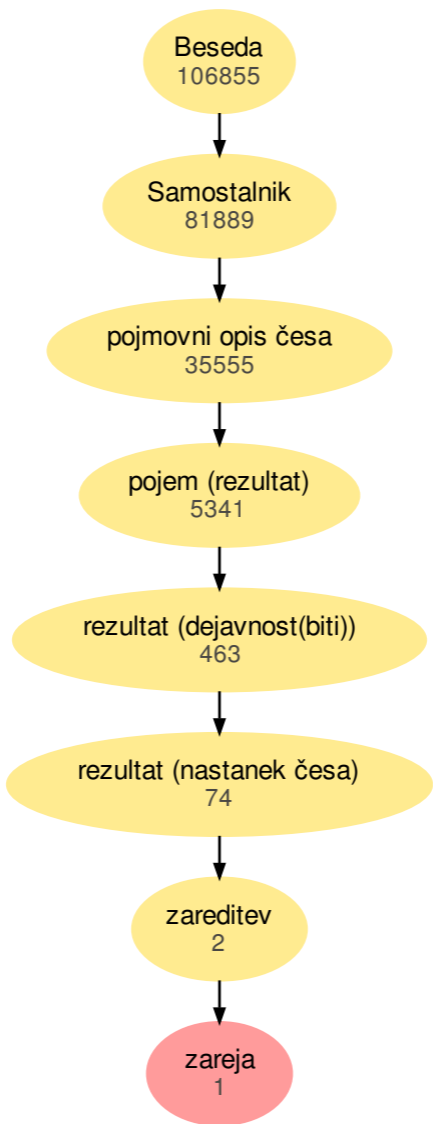 Beseda
106855
Samostalnik
81889
pojmovni opis česa
35555
pojem (rezultat)
5341
rezultat (dejavnost(biti))
463
rezultat (nastanek česa)
74
zareditev
2
zareja
1